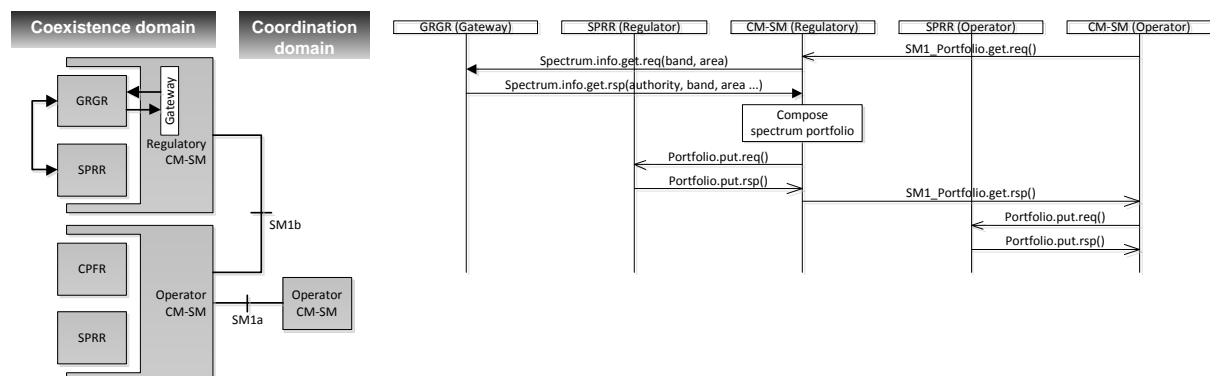 Coexistence domain
Coordination
domain
GRGR
Gateway
Regulatory
CM-SM
SPRR
SM1b
CPFR
Operator
CM-SM
SM1a
Operator
CM-SM
SPRR
GRGR (Gateway)
SPRR (Regulator)
CM-SM (Regulatory)
SPRR (Operator)
CM-SM (Operator)
SM1_Portfolio.get.req()
Spectrum.info.get.req(band, area)
Spectrum.info.get.rsp(authority, band, area ...)
Compose
spectrum portfolio
Portfolio.put.req()
Portfolio.put.rsp()
SM1_Portfolio.get.rsp()
Portfolio.put.req()
Portfolio.put.rsp()